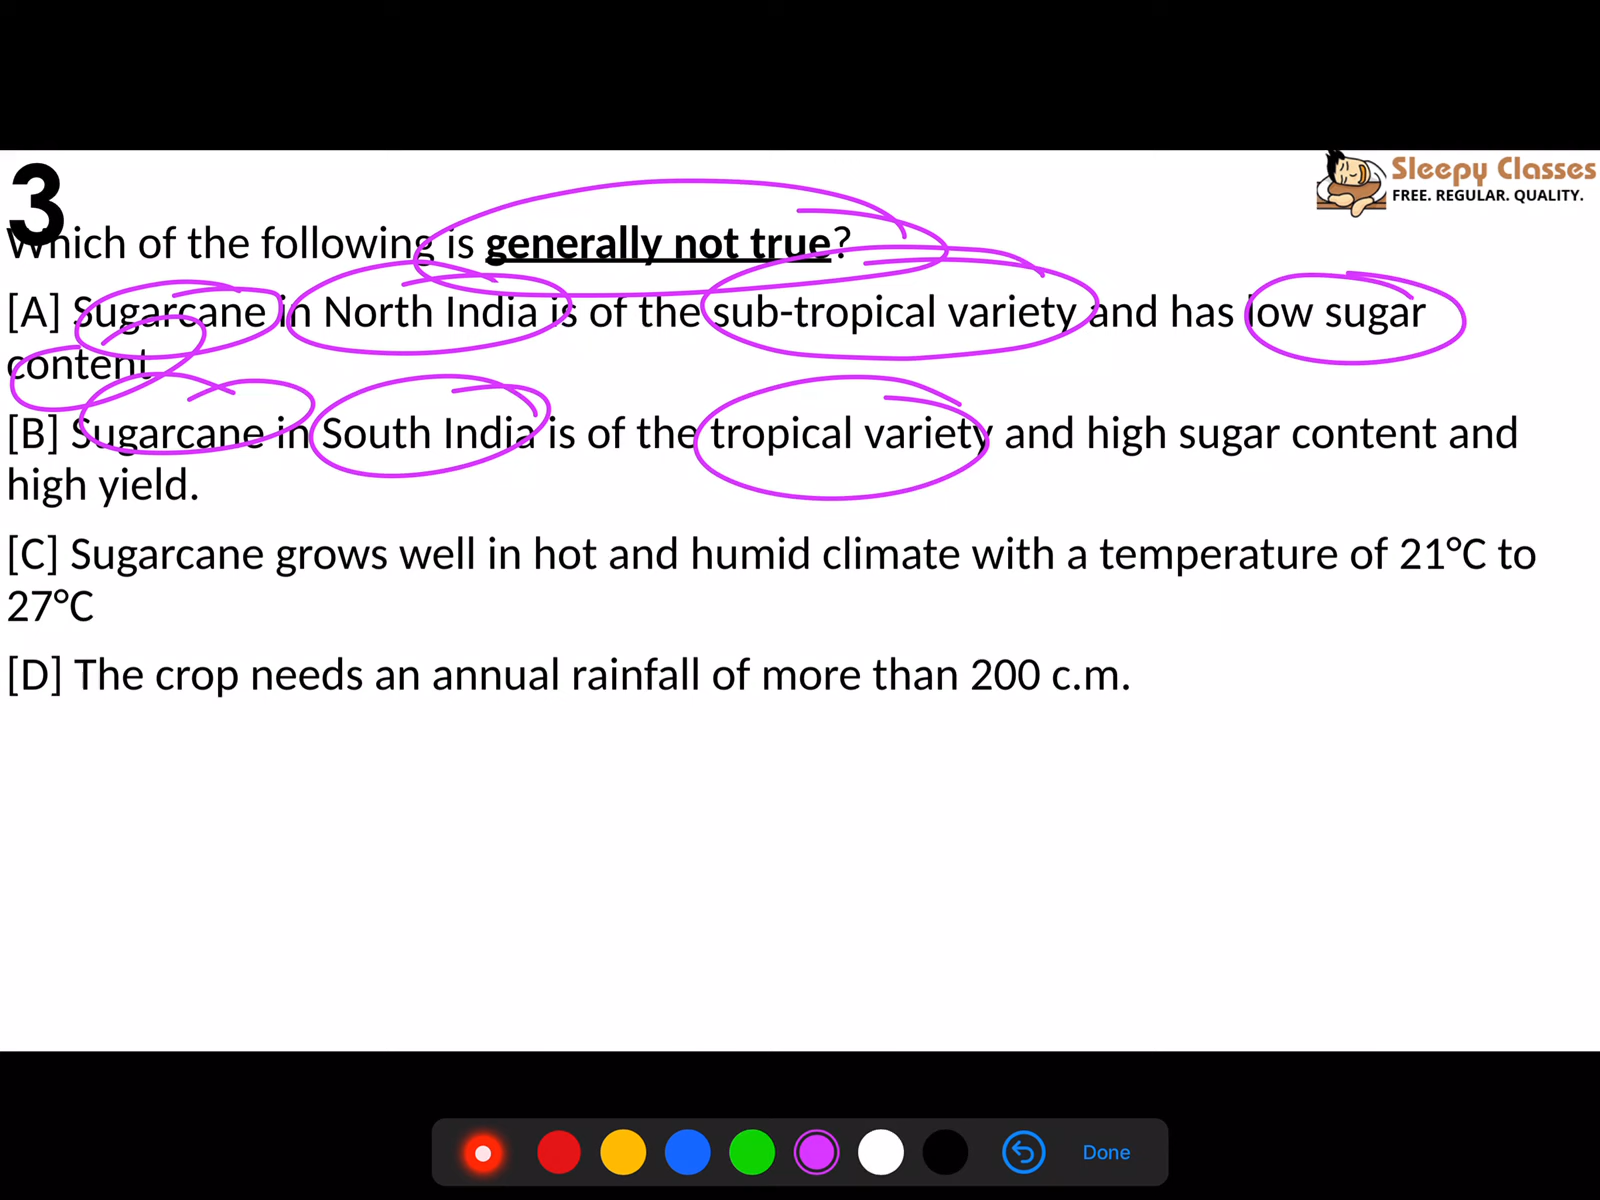 3
Sleepy Classes
FREE. REGULAR. QUALITY.
Which of the following is generally not true?
[A] Sugarcane in North India is of the sub-tropical variety and has low sugar
content
[B] Sugarcane in South India is of the tropical variety and high sugar content and
high yield.
[C] Sugarcane grows well in hot and humid climate with a temperature of 21°C to
27°C
[D] The crop needs an annual rainfall of more than 200 c.m.
Done